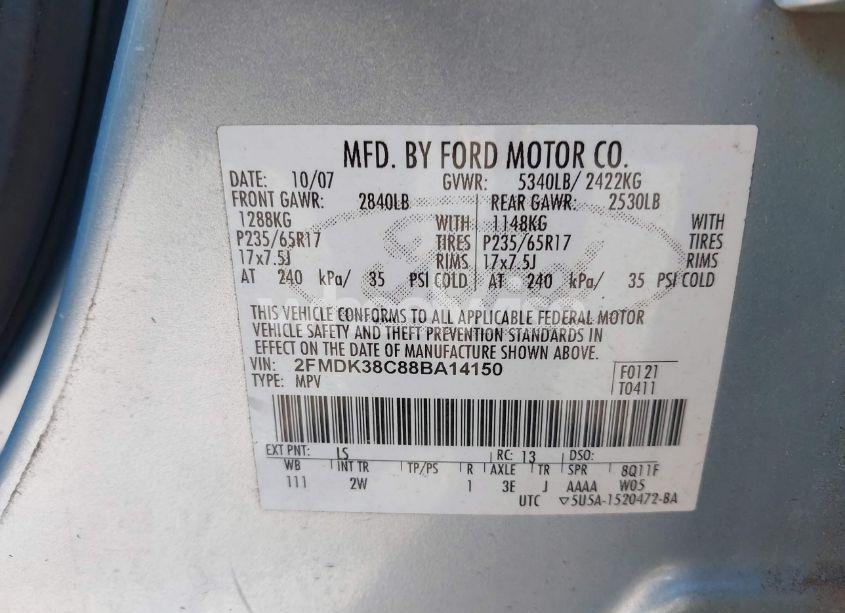 MFD. BY FORD MOTOR CO.
DATE: 10/07 GVWR: 5340LB/ 2422KG
FRONT GAWR: 2840LB REAR GAWR: 2530LB
1288KG WITH 1148KG WITH
P235/65R17 TIRES P235/65R17 TIRES
17x7.5J RIMS 17x7.5J RIMS
AT 240 kPa/ 35 PSI COLD AT 240 kPa/ 35 PSI COLD
THIS VEHICLE CONFORMS TO ALL APPLICABLE FEDERAL MOTOR
VEHICLE SAFETY AND THEFT PREVENTION STANDARDS IN
EFFECT ON THE DATE OF MANUFACTURE SHOWN ABOVE.
VIN: 2FMDK38C88BA14150 F0121
TYPE: MPV T0411
EXT PNT: LS RC: 13 DSO:
WB INT TR TP/PS R AXLE TR SPR 8Q11F
111 2W 1 3E J AAAA W05
UTC ▽5U5A-1520472-BA